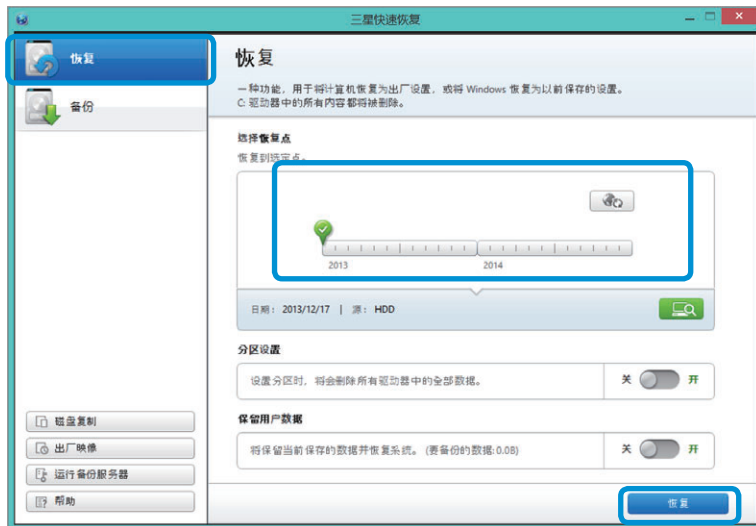 三星快速恢复
恢复
备份
磁盘复制
出厂映像
运行备份服务器
帮助
恢复
一种功能，用于将计算机恢复为出厂设置，或将 Windows 恢复为以前保存的设置。
C: 驱动器中的所有内容都将被删除。
选择恢复点
恢复到选定点。
2013 2014
日期：2013/12/17 | 源：HDD
分区设置
设置分区时，将会删除所有驱动器中的全部数据。
关 开
保留用户数据
将保留当前保存的数据并恢复系统。 (要备份的数据:0.0B)
关 开
恢复